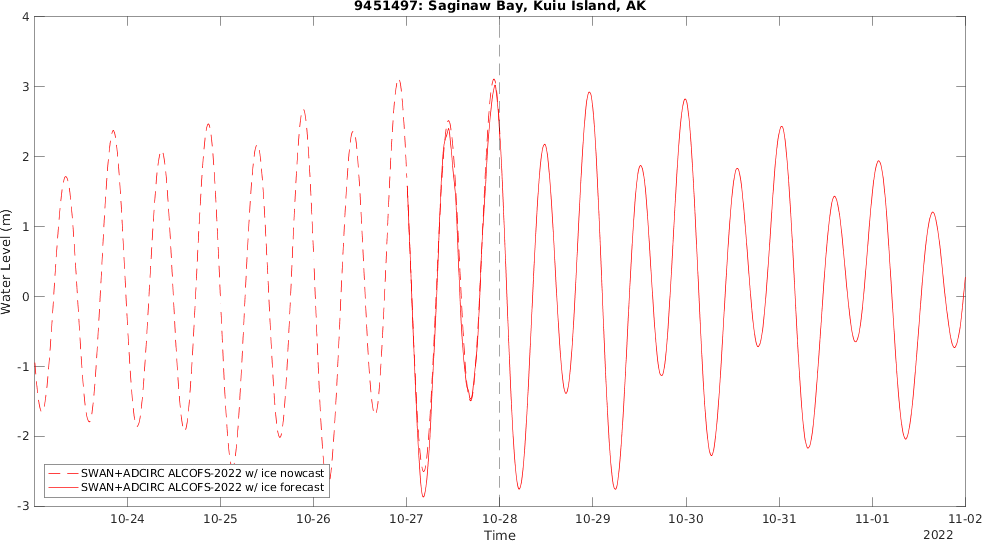 9451497: Saginaw Bay, Kuiu Island, AK
4
3
2
1
0
-1
-2
-3
Water Level (m)
SWAN+ADCIRC ALCOFS-2022 w/ ice nowcast
SWAN+ADCIRC ALCOFS-2022 w/ ice forecast
10-24 10-25 10-26 10-27 10-28 10-29 10-30 10-31 11-01 11-02
Time
2022